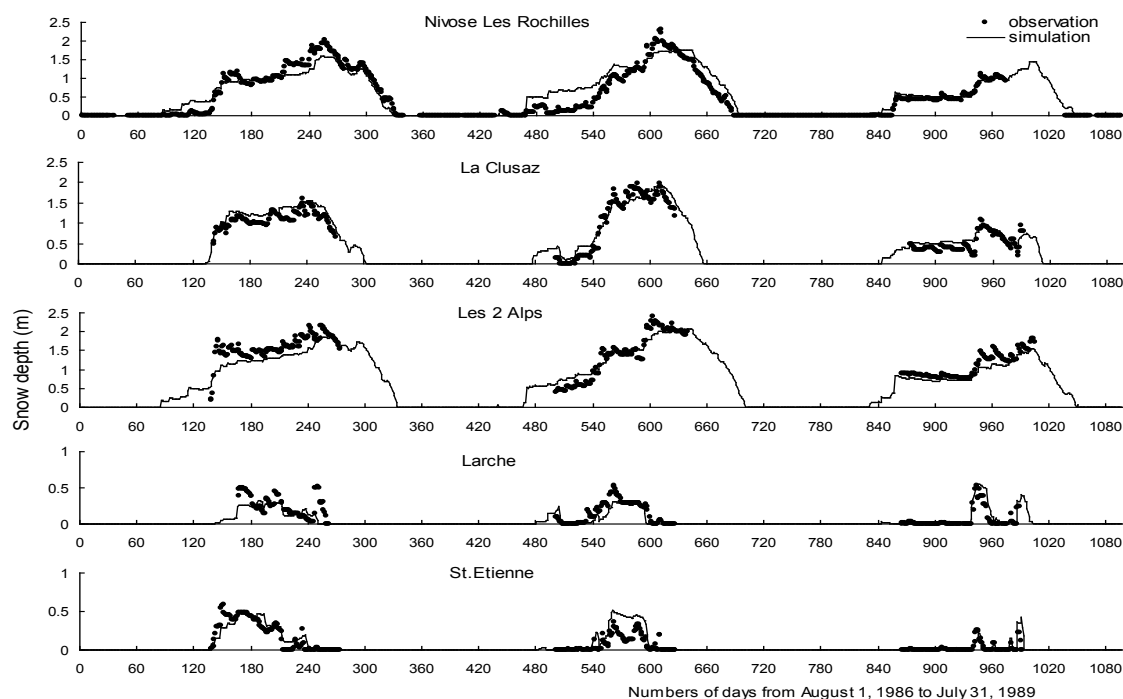 Nivose Les Rochilles
observation
simulation
2.5
2
1.5
1
0.5
0
0 60 120 180 240 300 360 420 480 540 600 660 720 780 840 900 960 1020 1080
La Clusaz
2.5
2
1.5
1
0.5
0
0 60 120 180 240 300 360 420 480 540 600 660 720 780 840 900 960 1020 1080
Les 2 Alps
2.5
2
1.5
1
0.5
0
0 60 120 180 240 300 360 420 480 540 600 660 720 780 840 900 960 1020 1080
Snow depth (m)
Larche
1
0.5
0
0 60 120 180 240 300 360 420 480 540 600 660 720 780 840 900 960 1020 1080
St.Etienne
1
0.5
0
0 60 120 180 240 300 360 420 480 540 600 660 720 780 840 900 960 1020 1080
Numbers of days from August 1, 1986 to July 31, 1989